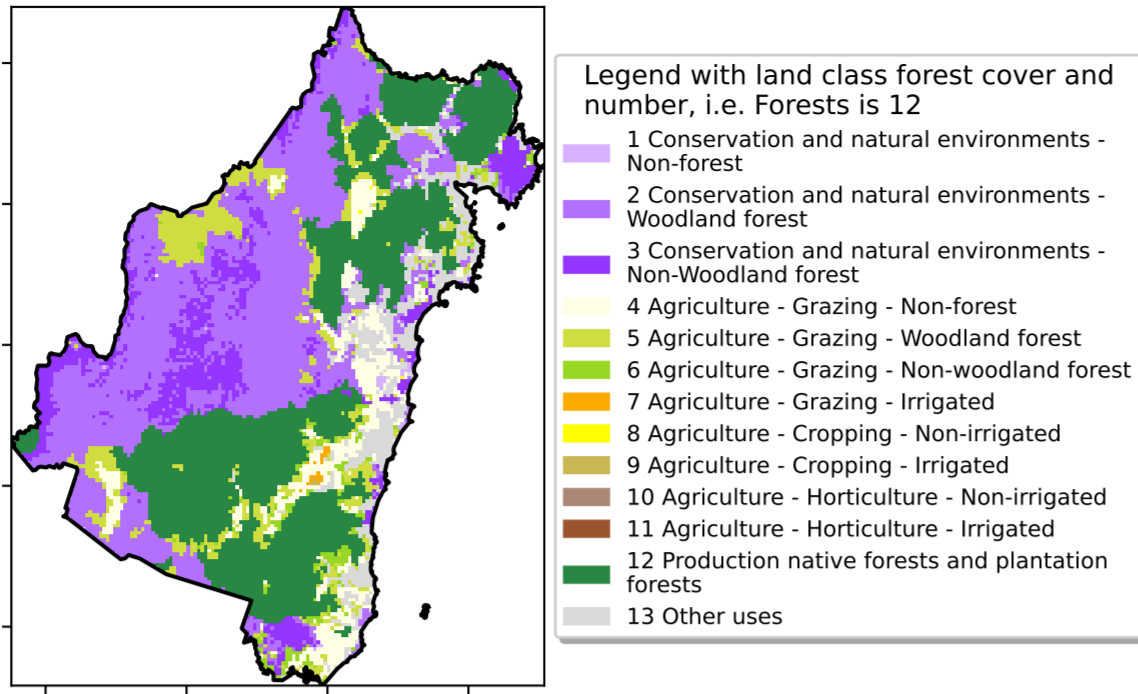 Legend with land class forest cover and
number, i.e. Forests is 12
1 Conservation and natural environments -
Non-forest
2 Conservation and natural environments -
Woodland forest
3 Conservation and natural environments -
Non-Woodland forest
4 Agriculture - Grazing - Non-forest
5 Agriculture - Grazing - Woodland forest
6 Agriculture - Grazing - Non-woodland forest
7 Agriculture - Grazing - Irrigated
8 Agriculture - Cropping - Non-irrigated
9 Agriculture - Cropping - Irrigated
10 Agriculture - Horticulture - Non-irrigated
11 Agriculture - Horticulture - Irrigated
12 Production native forests and plantation
forests
13 Other uses